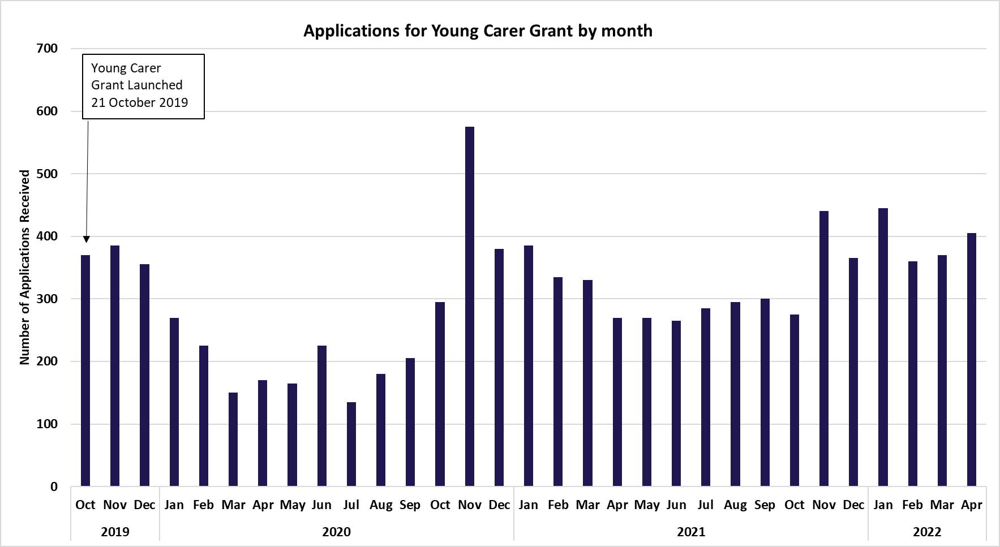 Applications for Young Carer Grant by month
700
600
500
400
300
200
100
0
Number of Applications Received
Young Carer
Grant Launched
21 October 2019
Oct Nov Dec Jan Feb Mar Apr May Jun Jul Aug Sep Oct Nov Dec Jan Feb Mar Apr May Jun Jul Aug Sep Oct Nov Dec Jan Feb Mar Apr
2019 2020 2021 2022